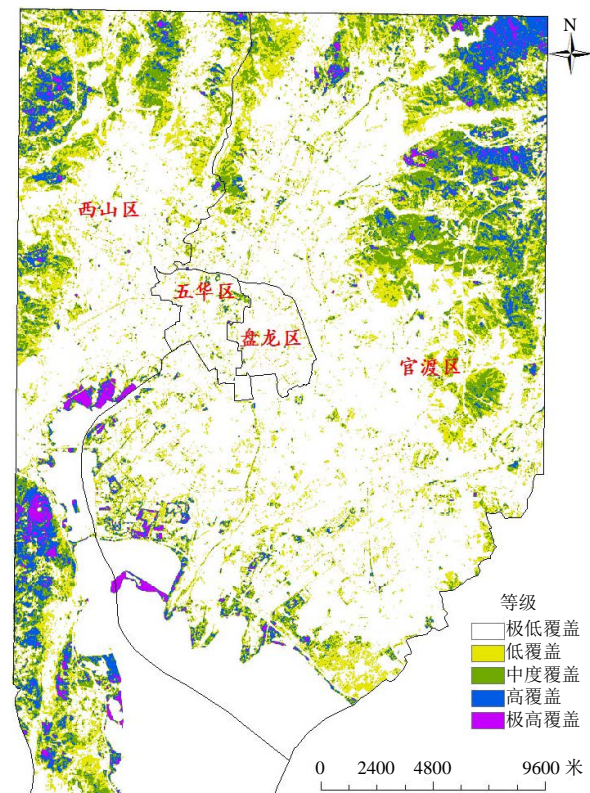 N
西山区
五华区
盘龙区
官渡区
等级
极低覆盖
低覆盖
中度覆盖
高覆盖
极高覆盖
0 2400 4800 9600 米